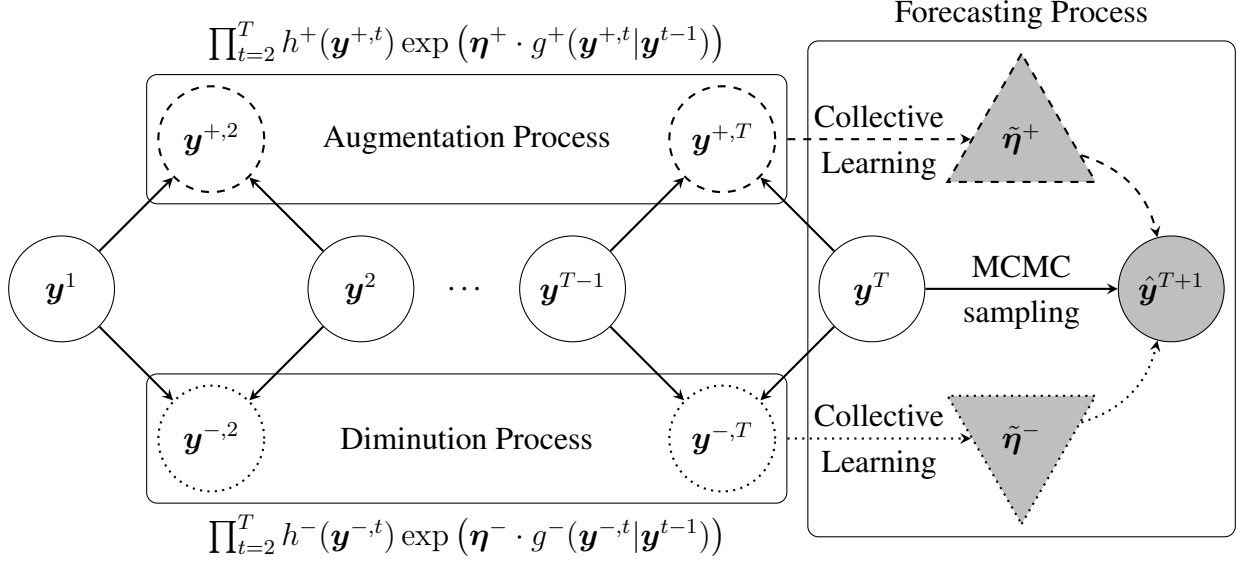 Forecasting Process
∏_{t=2}^{T} h^+(𝒚^{+,t}) exp (𝜼^+ · g^+(𝒚^{+,t}|𝒚^{t−1}))
𝒚^{+,2} Augmentation Process 𝒚^{+,T} Collective Learning 𝜼̃^+
𝒚^1 𝒚^2 ⋯ 𝒚^{T−1} 𝒚^T MCMC sampling 𝒚̂^{T+1}
𝒚^{−,2} Diminution Process 𝒚^{−,T} Collective Learning 𝜼̃^−
∏_{t=2}^{T} h^−(𝒚^{−,t}) exp (𝜼^− · g^−(𝒚^{−,t}|𝒚^{t−1}))